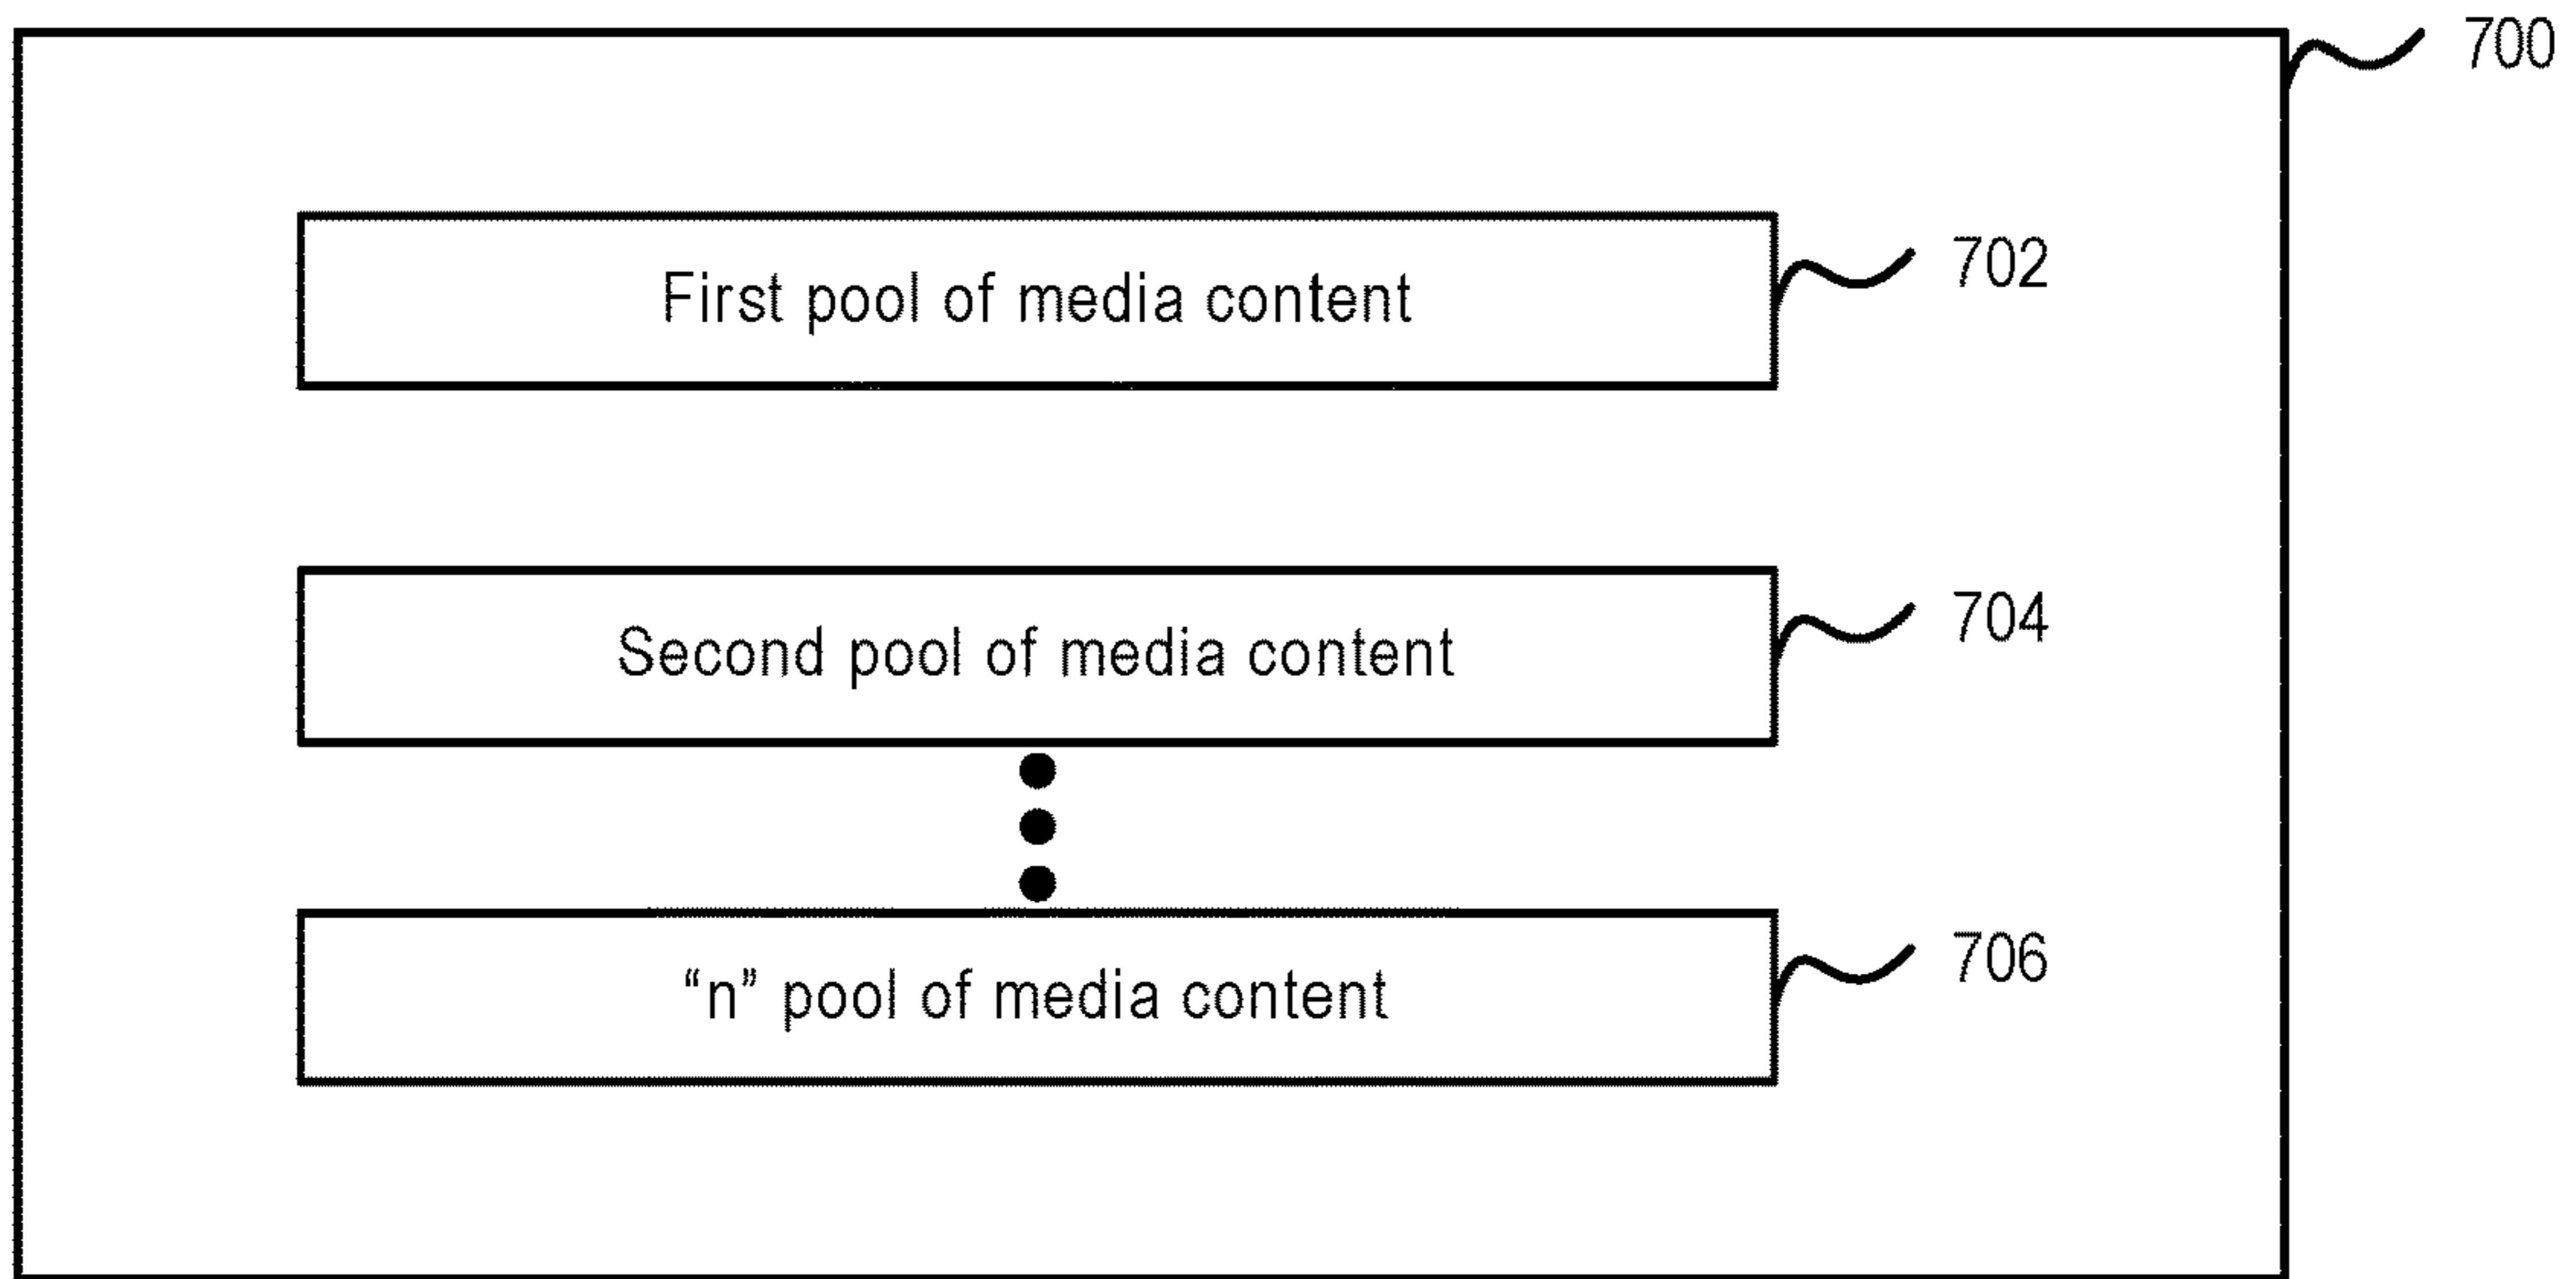 700
First pool of media content
702
Second pool of media content
704
“n” pool of media content
706